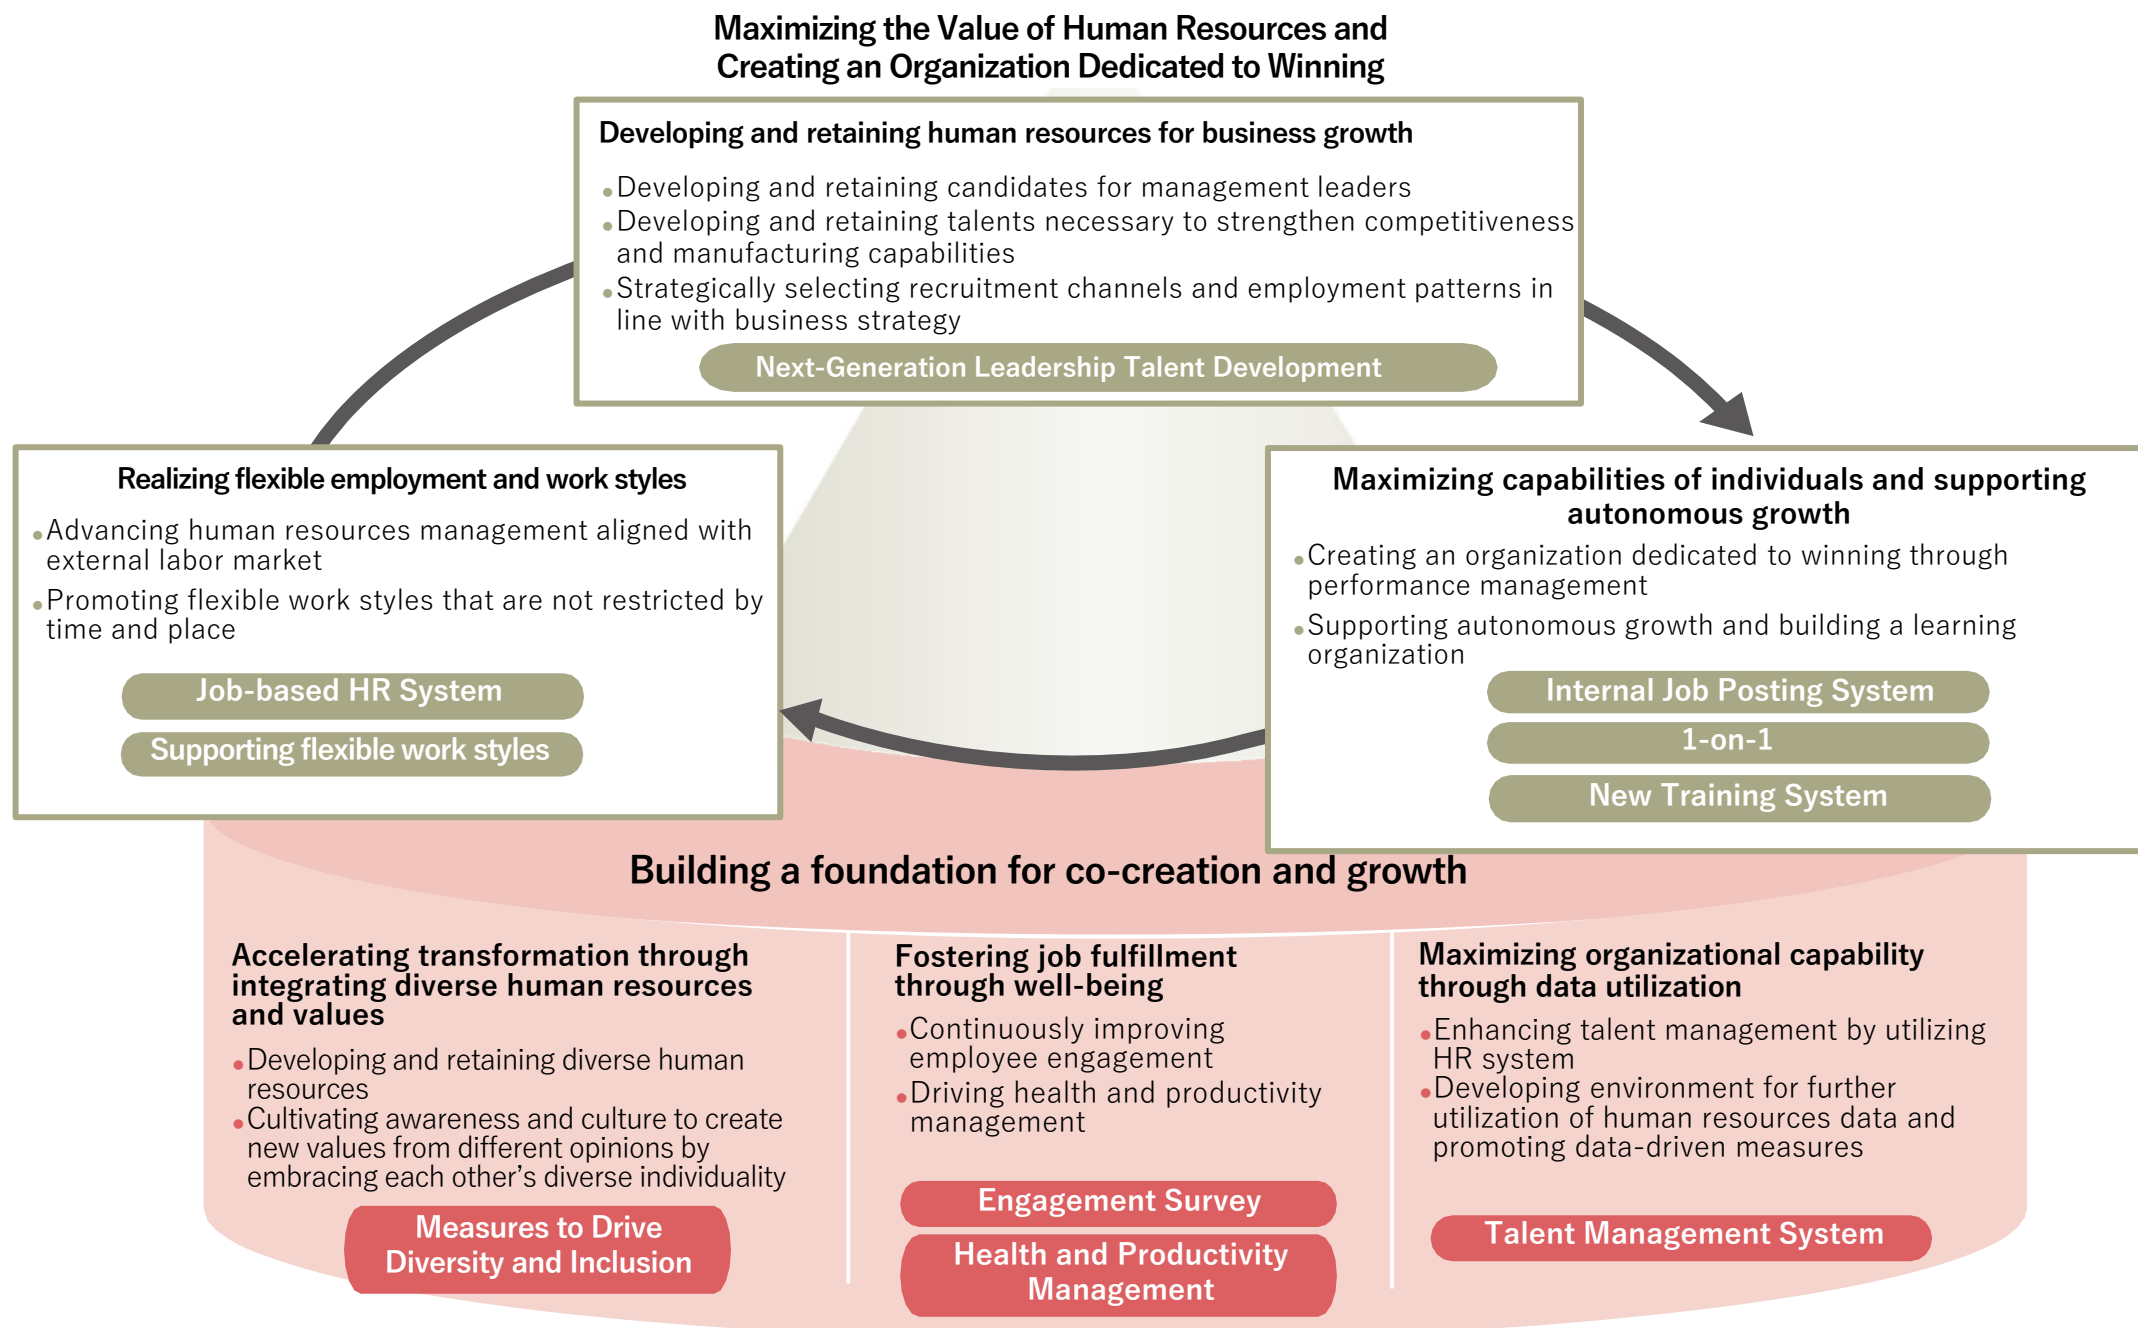 Maximizing the Value of Human Resources and
Creating an Organization Dedicated to Winning
Developing and retaining human resources for business growth
•Developing and retaining candidates for management leaders
•Developing and retaining talents necessary to strengthen competitiveness
and manufacturing capabilities
•Strategically selecting recruitment channels and employment patterns in
line with business strategy
Next-Generation Leadership Talent Development
Realizing flexible employment and work styles
•Advancing human resources management aligned with
external labor market
•Promoting flexible work styles that are not restricted by
time and place
Job-based HR System
Supporting flexible work styles
Maximizing capabilities of individuals and supporting
autonomous growth
•Creating an organization dedicated to winning through
performance management
•Supporting autonomous growth and building a learning
organization
Internal Job Posting System
1-on-1
New Training System
Building a foundation for co-creation and growth
Accelerating transformation through
integrating diverse human resources
and values
•Developing and retaining diverse human
resources
•Cultivating awareness and culture to create
new values from different opinions by
embracing each other’s diverse individuality
Measures to Drive
Diversity and Inclusion
Fostering job fulfillment
through well-being
•Continuously improving
employee engagement
•Driving health and productivity
management
Engagement Survey
Health and Productivity
Management
Maximizing organizational capability
through data utilization
•Enhancing talent management by utilizing
HR system
•Developing environment for further
utilization of human resources data and
promoting data-driven measures
Talent Management System